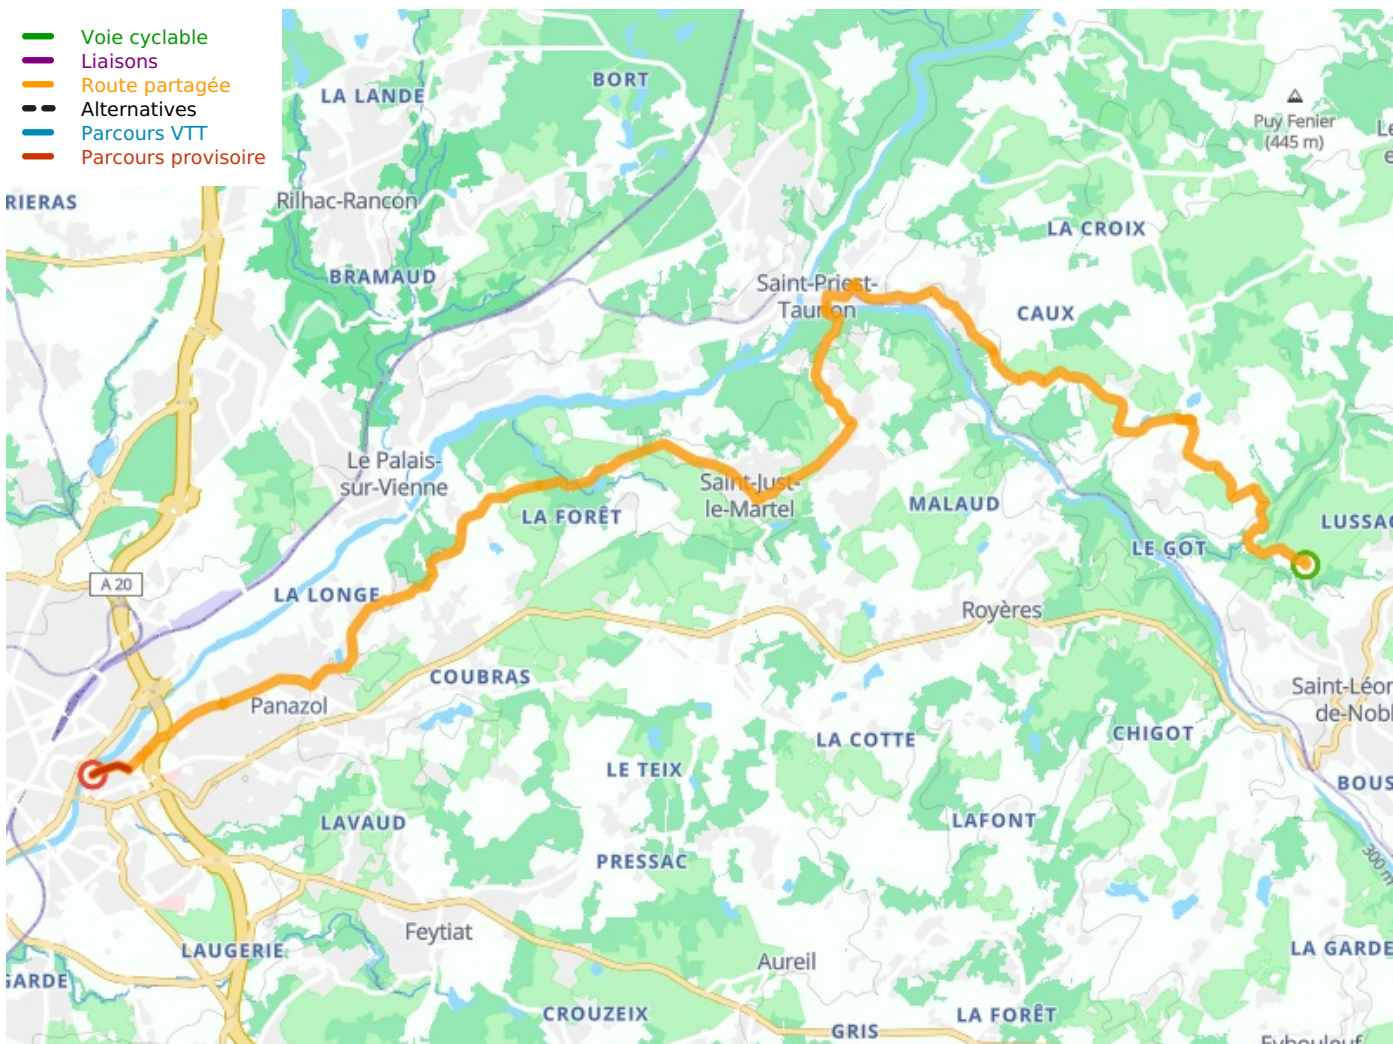 Voie cyclable
Liaisons
Route partagée
Alternatives
Parcours VTT
Parcours provisoire
BORT
LA LANDE
Puy Fenier
(445 m)
RIERAS
Rilhac-Rancon
LA CROIX
BRAMAUD
Saint-Priest-
Taurion
CAUX
Le Palais-
sur-Vienne
Saint-Just-
le-Martel
MALAUD
LA FORÊT
LUSSAC
LE GOT
A 20
LA LONGE
Royères
COUBRAS
Saint-Léon
de-Nobl
Panazol
CHIGOT
LA COTTE
LE TEIX
BOUS
LAVAUD
LAFONT
PRESSAC
300 m
Feytiat
LAUGERIE
LA GARDE
Aureil
GARDE
CROUZEIX
LA FORÊT
GRIS